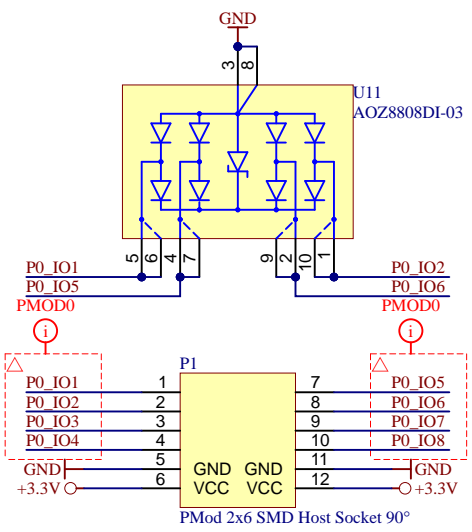 GND
3 8
U11
AOZ8808DI-03
5 6 4 7 9 2 10 1
P0_IO1 P0_IO2
P0_IO5 P0_IO6
PMOD0 PMOD0
i i
P1
P0_IO1 1 7 P0_IO5
P0_IO2 2 8 P0_IO6
P0_IO3 3 9 P0_IO7
P0_IO4 4 10 P0_IO8
GND 5 GND GND 11 GND
+3.3V 6 VCC VCC 12 +3.3V
PMod 2x6 SMD Host Socket 90°